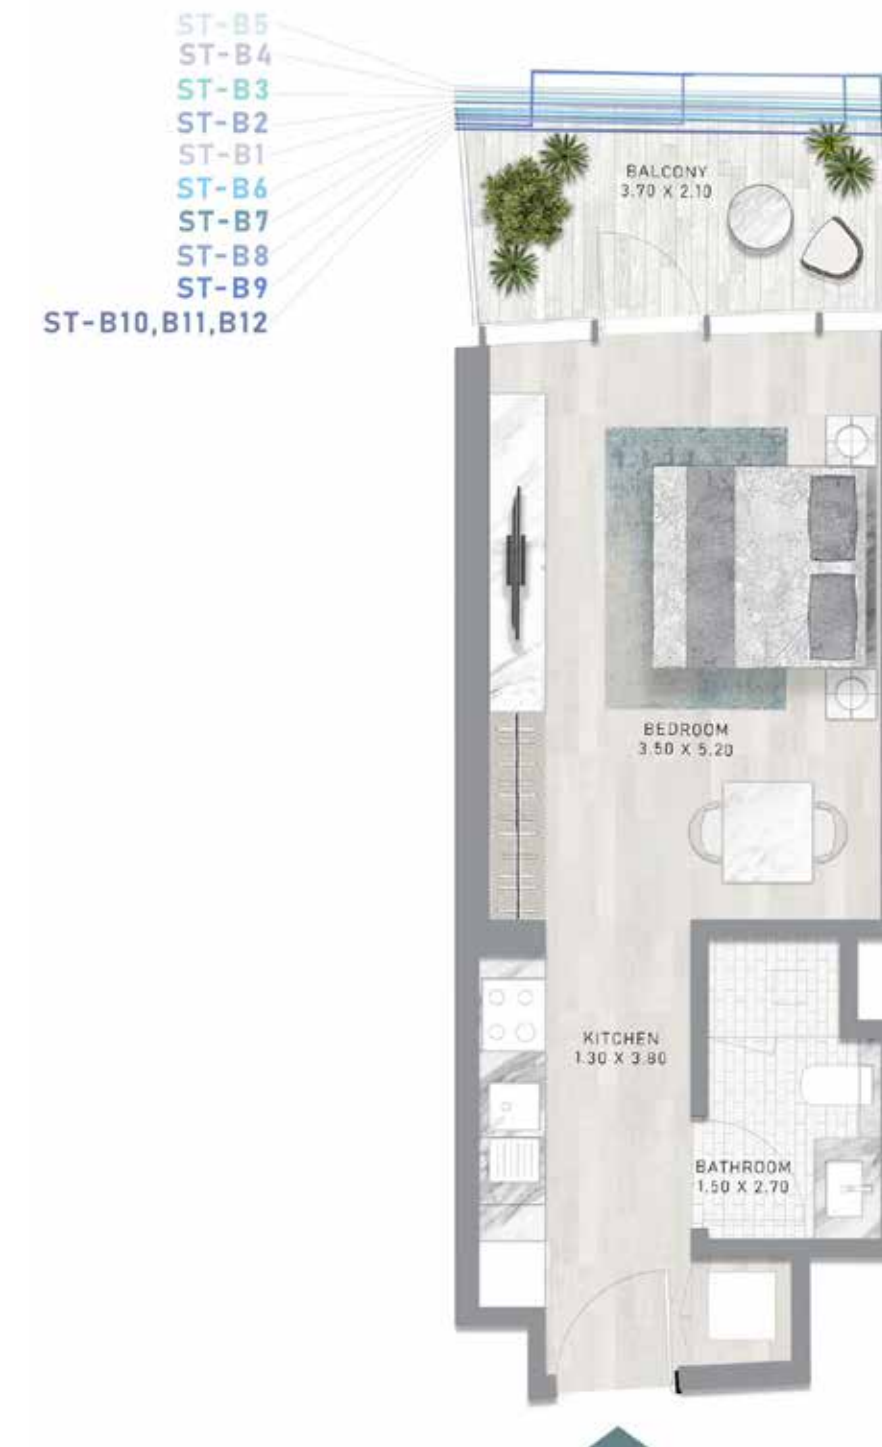 ST-B5
ST-B4
ST-B3
ST-B2
ST-B1
ST-B6
ST-B7
ST-B8
ST-B9
ST-B10,B11,B12
BALCONY
3.70 X 2.10
BEDROOM
3.50 X 5.20
KITCHEN
1.30 X 3.80
BATHROOM
1.50 X 2.70